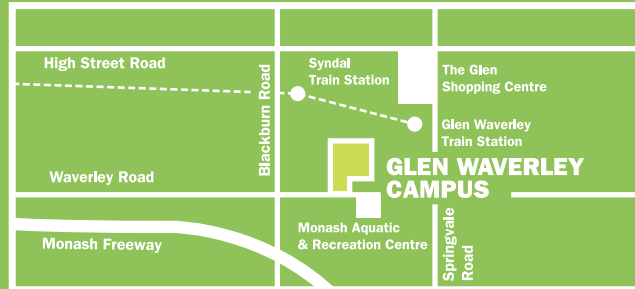 High Street Road
Blackburn Road
Syndal
Train Station
The Glen
Shopping Centre
Glen Waverley
Train Station
GLEN WAVERLEY
CAMPUS
Waverley Road
Monash Aquatic
& Recreation Centre
Springvale
Road
Monash Freeway